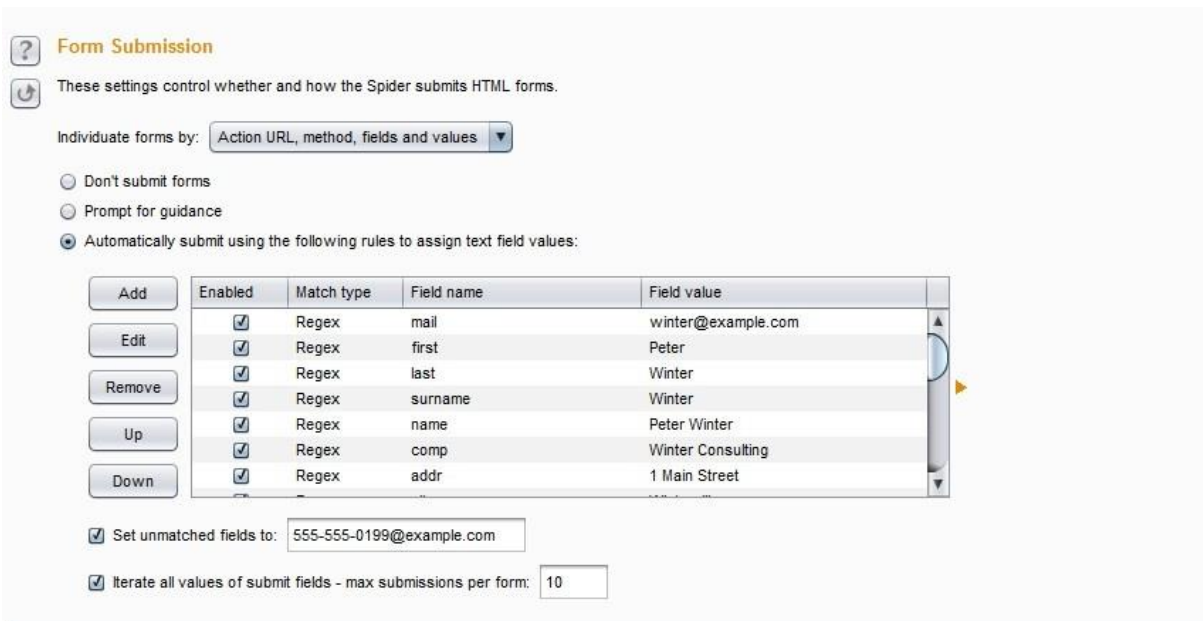 ?
Form Submission
These settings control whether and how the Spider submits HTML forms.
Individuate forms by: Action URL, method, fields and values
Don't submit forms
Prompt for guidance
Automatically submit using the following rules to assign text field values:
Add
Edit
Remove
Up
Down
Enabled Match type Field name Field value
Regex mail winter@example.com
Regex first Peter
Regex last Winter
Regex surname Winter
Regex name Peter Winter
Regex comp Winter Consulting
Regex addr 1 Main Street
Set unmatched fields to: 555-555-0199@example.com
Iterate all values of submit fields - max submissions per form: 10